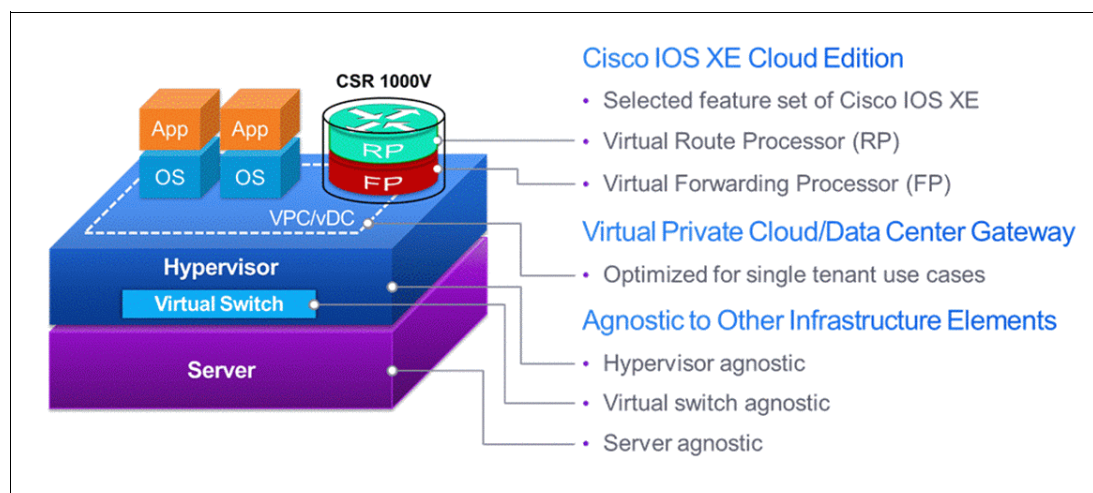 CSR 1000V
App
App
OS
OS
RP
FP
VPC/vDC
Hypervisor
Virtual Switch
Server
Cisco IOS XE Cloud Edition
• Selected feature set of Cisco IOS XE
• Virtual Route Processor (RP)
• Virtual Forwarding Processor (FP)
Virtual Private Cloud/Data Center Gateway
• Optimized for single tenant use cases
Agnostic to Other Infrastructure Elements
• Hypervisor agnostic
• Virtual switch agnostic
• Server agnostic